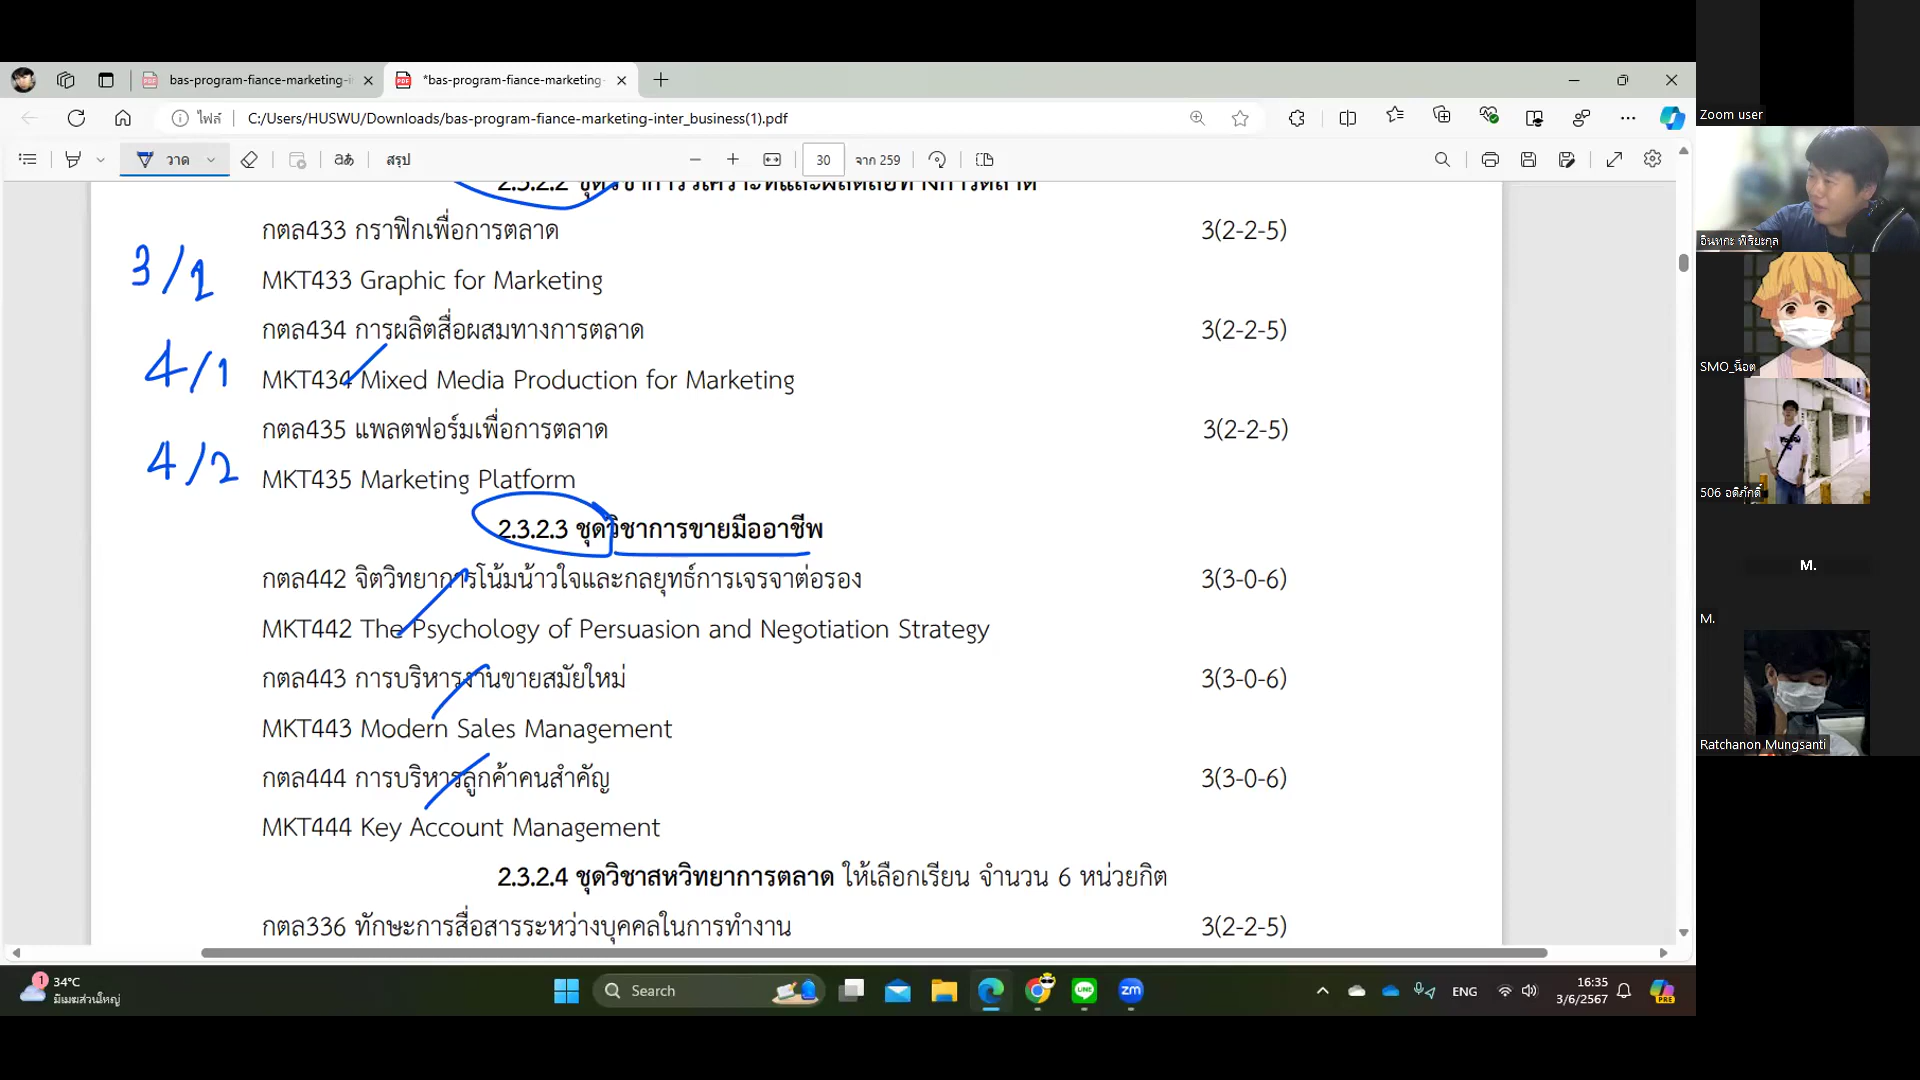 bas-program-fiance-marketing-i
*bas-program-fiance-marketing-
ไฟล์ C:/Users/HUSWU/Downloads/bas-program-fiance-marketing-inter_business(1).pdf
วาด สรุป 30 จาก 259
กตล433 กราฟิกเพื่อการตลาด 3(2-2-5)
3/1
MKT433 Graphic for Marketing
กตล434 การผลิตสื่อผสมทางการตลาด 3(2-2-5)
4/1
MKT434 Mixed Media Production for Marketing
กตล435 แพลตฟอร์มเพื่อการตลาด 3(2-2-5)
4/2
MKT435 Marketing Platform
2.3.2.3 ชุดวิชาการขายมืออาชีพ
กตล442 จิตวิทยาการโน้มน้าวใจและกลยุทธ์การเจรจาต่อรอง 3(3-0-6)
MKT442 The Psychology of Persuasion and Negotiation Strategy
กตล443 การบริหารงานขายสมัยใหม่ 3(3-0-6)
MKT443 Modern Sales Management
กตล444 การบริหารลูกค้าคนสำคัญ 3(3-0-6)
MKT444 Key Account Management
2.3.2.4 ชุดวิชาสหวิทยาการตลาด ให้เลือกเรียน จำนวน 6 หน่วยกิต
กตล336 ทักษะการสื่อสารระหว่างบุคคลในการทำงาน 3(2-2-5)
1
34°C
มีเมฆส่วนใหญ่
Search
ENG
16:35
3/6/2567
Zoom user
อินทกะ พิริยะกุล
SMO_น็อต
506 อดิภักดิ์
M.
M.
Ratchanon Mungsanti